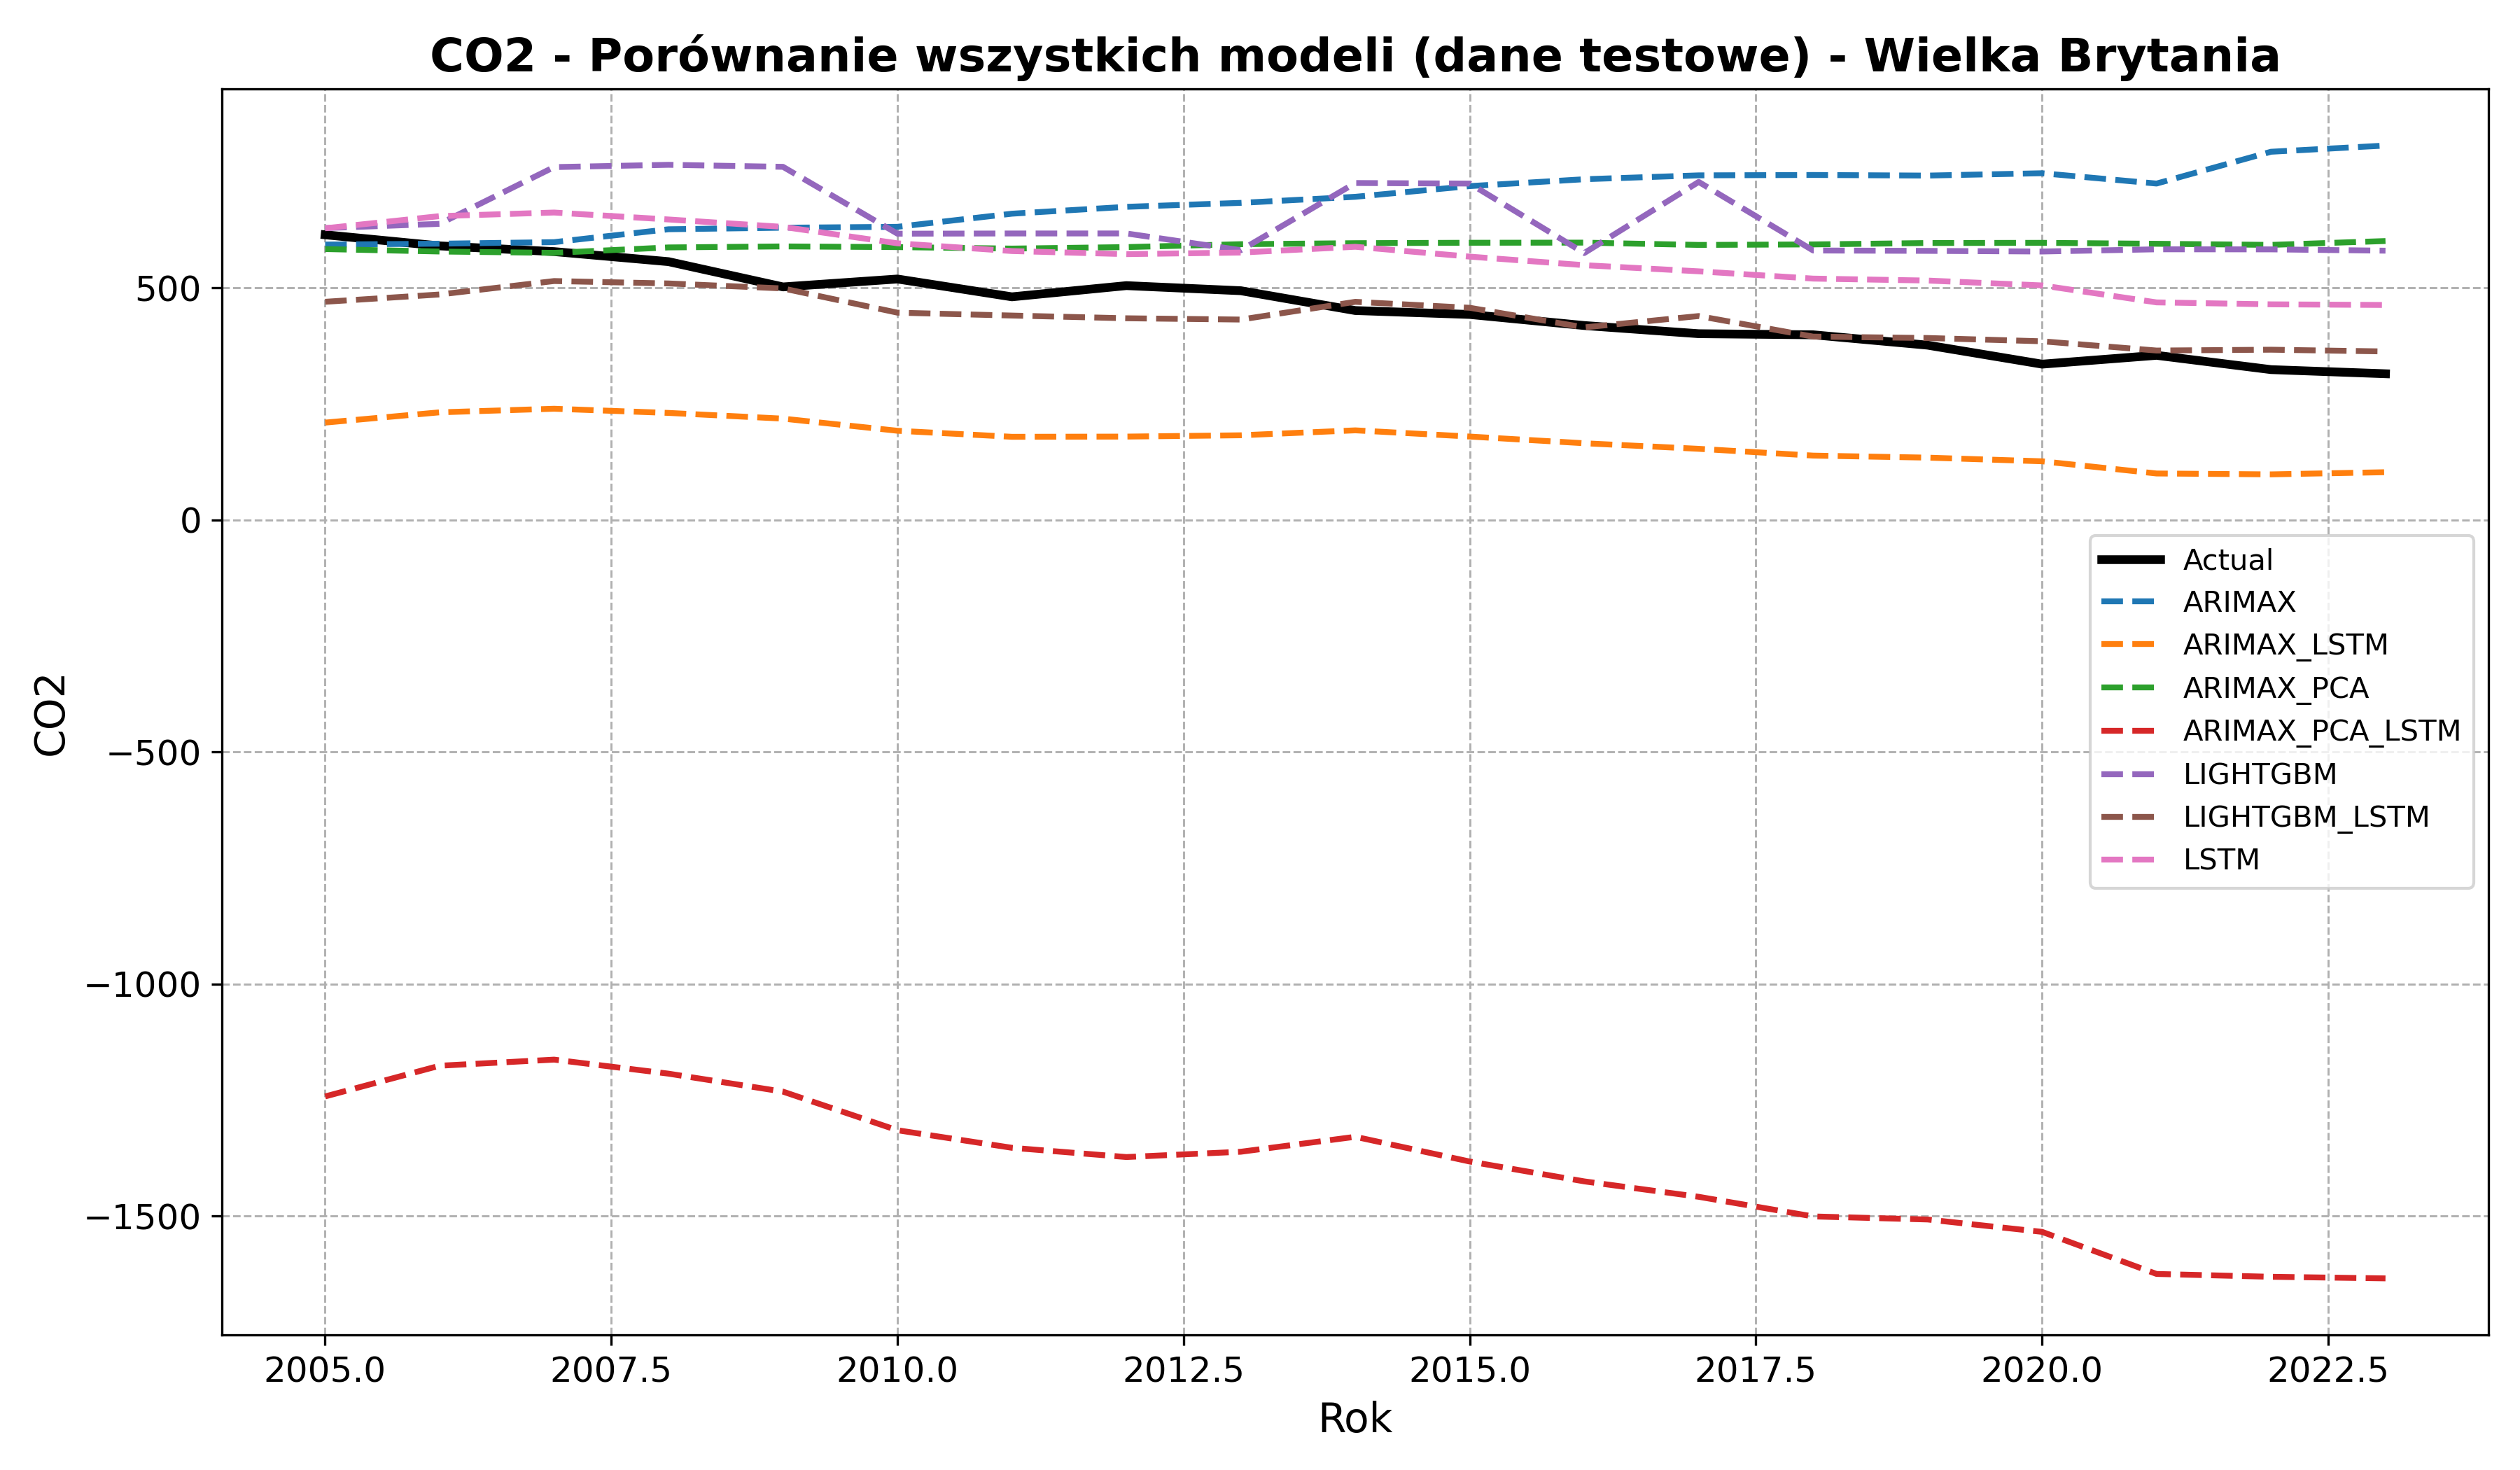 CO2 - Porównanie wszystkich modeli (dane testowe) - Wielka Brytania
CO2
500
0
−500
−1000
−1500
Actual
ARIMAX
ARIMAX_LSTM
ARIMAX_PCA
ARIMAX_PCA_LSTM
LIGHTGBM
LIGHTGBM_LSTM
LSTM
2005.0 2007.5 2010.0 2012.5 2015.0 2017.5 2020.0 2022.5
Rok